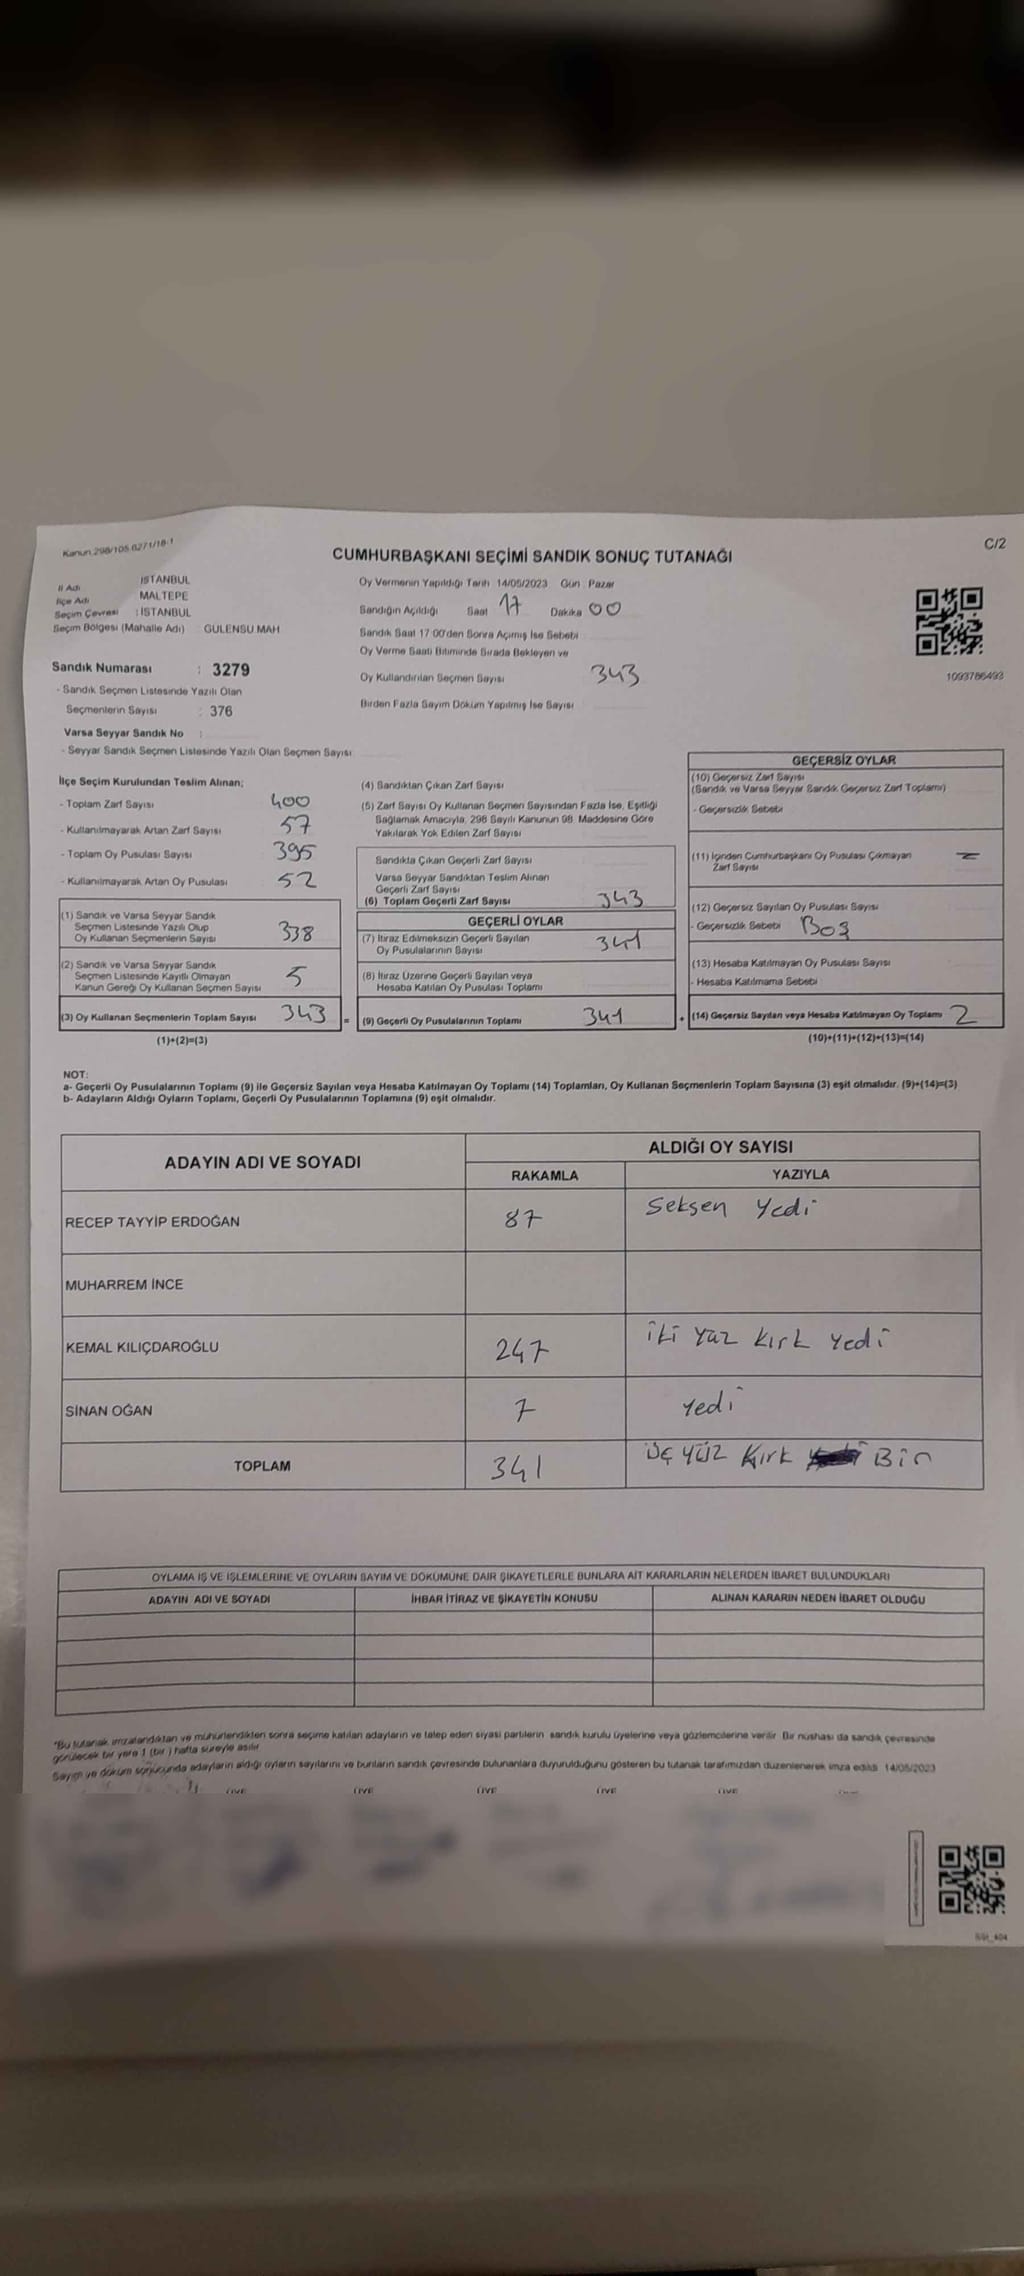 Kanun:298/105.6271/18-1
C/2
CUMHURBAŞKANI SEÇİMİ SANDIK SONUÇ TUTANAĞI
İl Adı İSTANBUL
İlçe Adı MALTEPE
Seçim Çevresi : İSTANBUL
Seçim Bölgesi (Mahalle Adı) GÜLENSU MAH
Sandık Numarası : 3279
- Sandık Seçmen Listesinde Yazılı Olan
Seçmenlerin Sayısı : 376
Varsa Seyyar Sandık No :
- Seyyar Sandık Seçmen Listesinde Yazılı Olan Seçmen Sayısı
Oy Vermenin Yapıldığı Tarih 14/05/2023 Gün : Pazar
Sandığın Açıldığı Saat 17 Dakika 00
Sandık Saat 17:00'den Sonra Açımış İse Sebebi
Oy Verme Saati Bitiminde Sırada Bekleyen ve
Oy Kullandırılan Seçmen Sayısı 343
Birden Fazla Sayım Döküm Yapılmış İse Sayısı
1093786493
İlçe Seçim Kurulundan Teslim Alınan;
- Toplam Zarf Sayısı 400
- Kullanılmayarak Artan Zarf Sayısı 57
- Toplam Oy Pusulası Sayısı 395
- Kullanılmayarak Artan Oy Pusulası 52
(1) Sandık ve Varsa Seyyar Sandık
Seçmen Listesinde Yazılı Olup
Oy Kullanan Seçmenlerin Sayısı 338
(2) Sandık ve Varsa Seyyar Sandık
Seçmen Listesinde Kayıtlı Olmayan
Kanun Gereği Oy Kullanan Seçmen Sayısı 5
(3) Oy Kullanan Seçmenlerin Toplam Sayısı 343 =
(1)+(2)=(3)
(4) Sandıktan Çıkan Zarf Sayısı
(5) Zarf Sayısı Oy Kullanan Seçmen Sayısından Fazla İse, Eşitliği
Sağlamak Amacıyla, 298 Sayılı Kanunun 98. Maddesine Göre
Yakılarak Yok Edilen Zarf Sayısı
Sandıkta Çıkan Geçerli Zarf Sayısı
Varsa Seyyar Sandıktan Teslim Alınan
Geçerli Zarf Sayısı
(6) Toplam Geçerli Zarf Sayısı 343
GEÇERLİ OYLAR
(7) İtiraz Edilmeksizin Geçerli Sayılan
Oy Pusulalarının Sayısı 341
(8) İtiraz Üzerine Geçerli Sayılan veya
Hesaba Katılan Oy Pusulası Toplamı
(9) Geçerli Oy Pusulalarının Toplamı 341 +
GEÇERSİZ OYLAR
(10) Geçersiz Zarf Sayısı
(Sandık ve Varsa Seyyar Sandık Geçersiz Zarf Toplamı)
- Geçersizlik Sebebi
(11) İçinden Cumhurbaşkanı Oy Pusulası Çıkmayan
Zarf Sayısı
(12) Geçersiz Sayılan Oy Pusulası Sayısı
- Geçersizlik Sebebi Boş
(13) Hesaba Katılmayan Oy Pusulası Sayısı
- Hesaba Katılmama Sebebi
(14) Geçersiz Sayılan veya Hesaba Katılmayan Oy Toplamı 2
(10)+(11)+(12)+(13)=(14)
NOT:
a- Geçerli Oy Pusulalarının Toplamı (9) ile Geçersiz Sayılan veya Hesaba Katılmayan Oy Toplamı (14) Toplamları, Oy Kullanan Seçmenlerin Toplam Sayısına (3) eşit olmalıdır. (9)+(14)=(3)
b- Adayların Aldığı Oyların Toplamı, Geçerli Oy Pusulalarının Toplamına (9) eşit olmalıdır.
ADAYIN ADI VE SOYADI ALDIĞI OY SAYISI
RAKAMLA YAZIYLA
RECEP TAYYİP ERDOĞAN 87 Seksen Yedi
MUHARREM İNCE
KEMAL KILIÇDAROĞLU 247 iki yüz kırk yedi
SİNAN OĞAN 7 yedi
TOPLAM 341 üç yüz kırk Bir
OYLAMA İŞ VE İŞLEMLERİNE VE OYLARIN SAYIM VE DÖKÜMÜNE DAİR ŞİKAYETLERLE BUNLARA AİT KARARLARIN NELERDEN İBARET BULUNDUKLARI
ADAYIN ADI VE SOYADI İHBAR İTİRAZ VE ŞİKAYETİN KONUSU ALINAN KARARIN NEDEN İBARET OLDUĞU
*Bu tutanak imzalandıktan ve mühürlendikten sonra seçime katılan adayların ve talep eden siyasi partilerin sandık kurulu üyelerine veya gözlemcilerine verilir. Bir nüshası da sandık çevresinde
görülecek bir yere 1 (bir) hafta süreyle asılır.
Sayım ve döküm sonucunda adayların aldığı oyların sayılarını ve bunların sandık çevresinde bulunanlara duyurulduğunu gösteren bu tutanak tarafımızdan düzenlenerek imza edildi. 14/05/2023
ÜYE ÜYE ÜYE ÜYE ÜYE